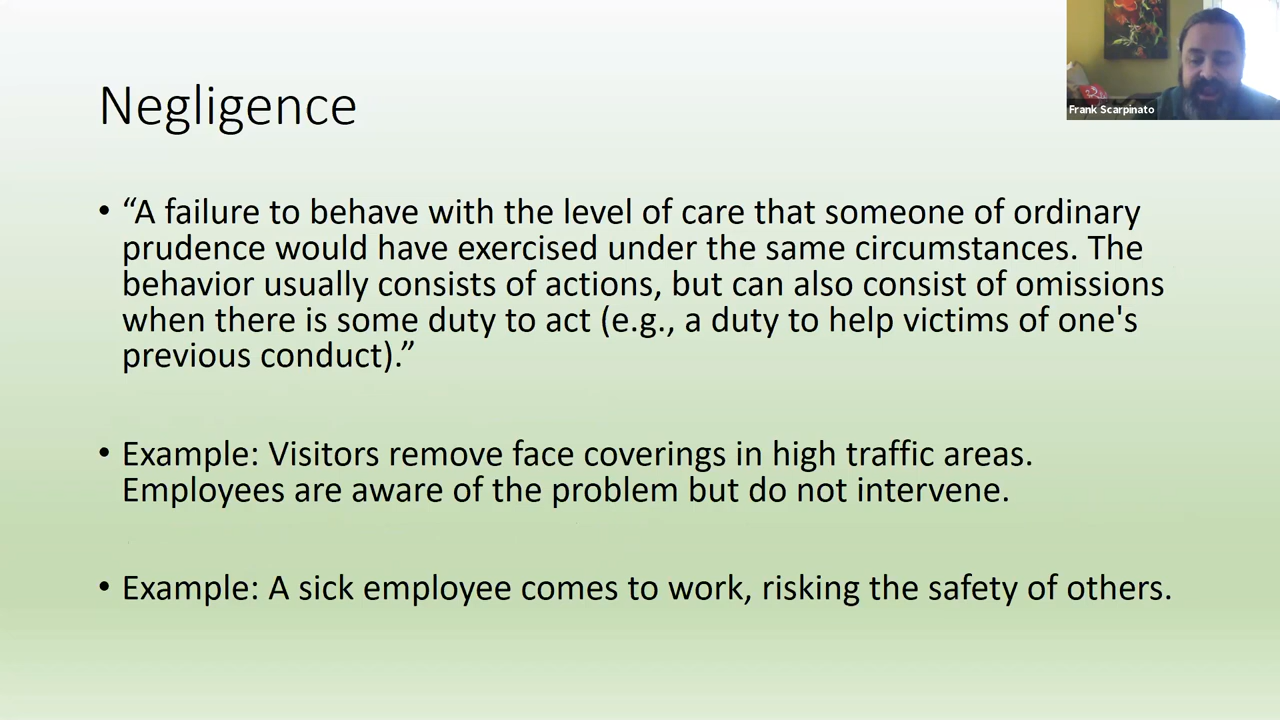 Frank Scarpinato
Negligence
• “A failure to behave with the level of care that someone of ordinary
prudence would have exercised under the same circumstances. The
behavior usually consists of actions, but can also consist of omissions
when there is some duty to act (e.g., a duty to help victims of one's
previous conduct).”
• Example: Visitors remove face coverings in high traffic areas.
Employees are aware of the problem but do not intervene.
• Example: A sick employee comes to work, risking the safety of others.